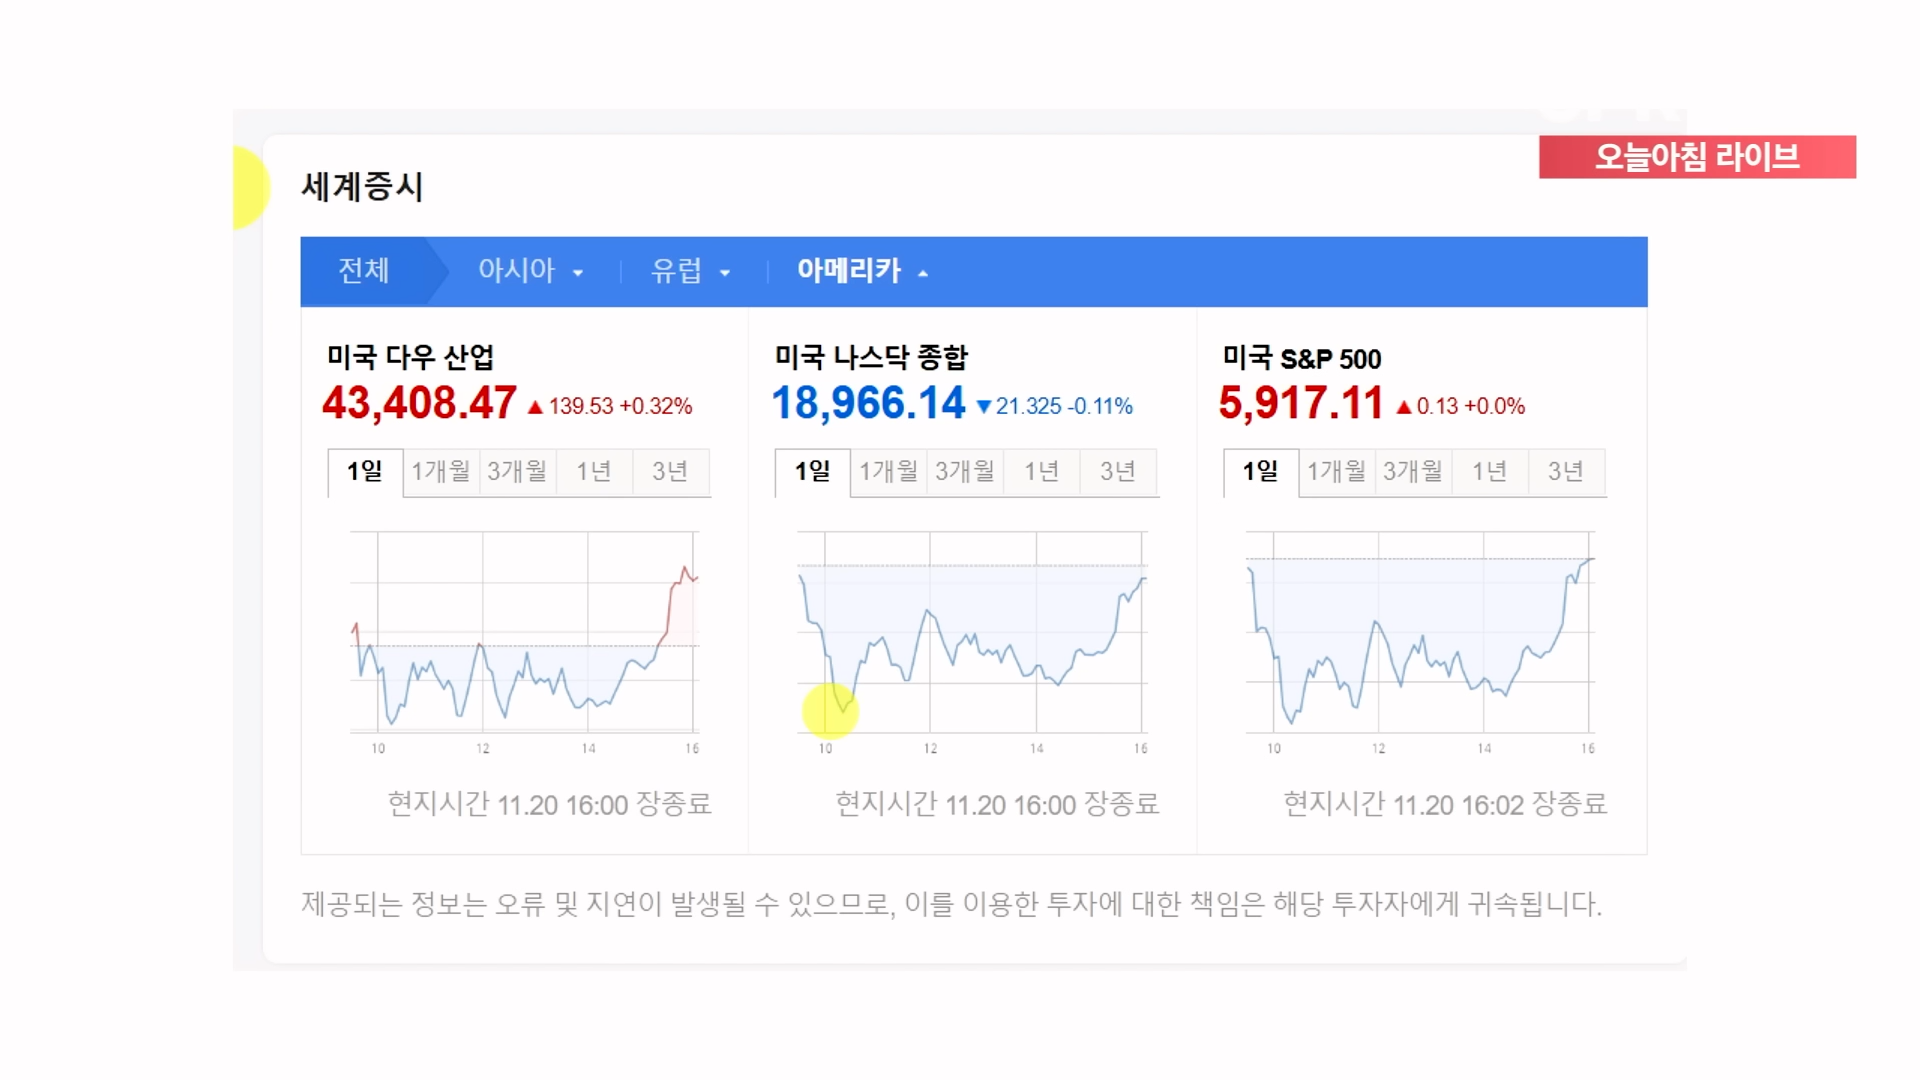 오늘아침 라이브
세계증시
전체 아시아 유럽 아메리카
미국 다우 산업
43,408.47 ▲139.53 +0.32%
1일 1개월 3개월 1년 3년
10 12 14 16
현지시간 11.20 16:00 장종료
미국 나스닥 종합
18,966.14 ▼21.325 -0.11%
1일 1개월 3개월 1년 3년
10 12 14 16
현지시간 11.20 16:00 장종료
미국 S&P 500
5,917.11 ▲0.13 +0.0%
1일 1개월 3개월 1년 3년
10 12 14 16
현지시간 11.20 16:02 장종료
제공되는 정보는 오류 및 지연이 발생될 수 있으므로, 이를 이용한 투자에 대한 책임은 해당 투자자에게 귀속됩니다.